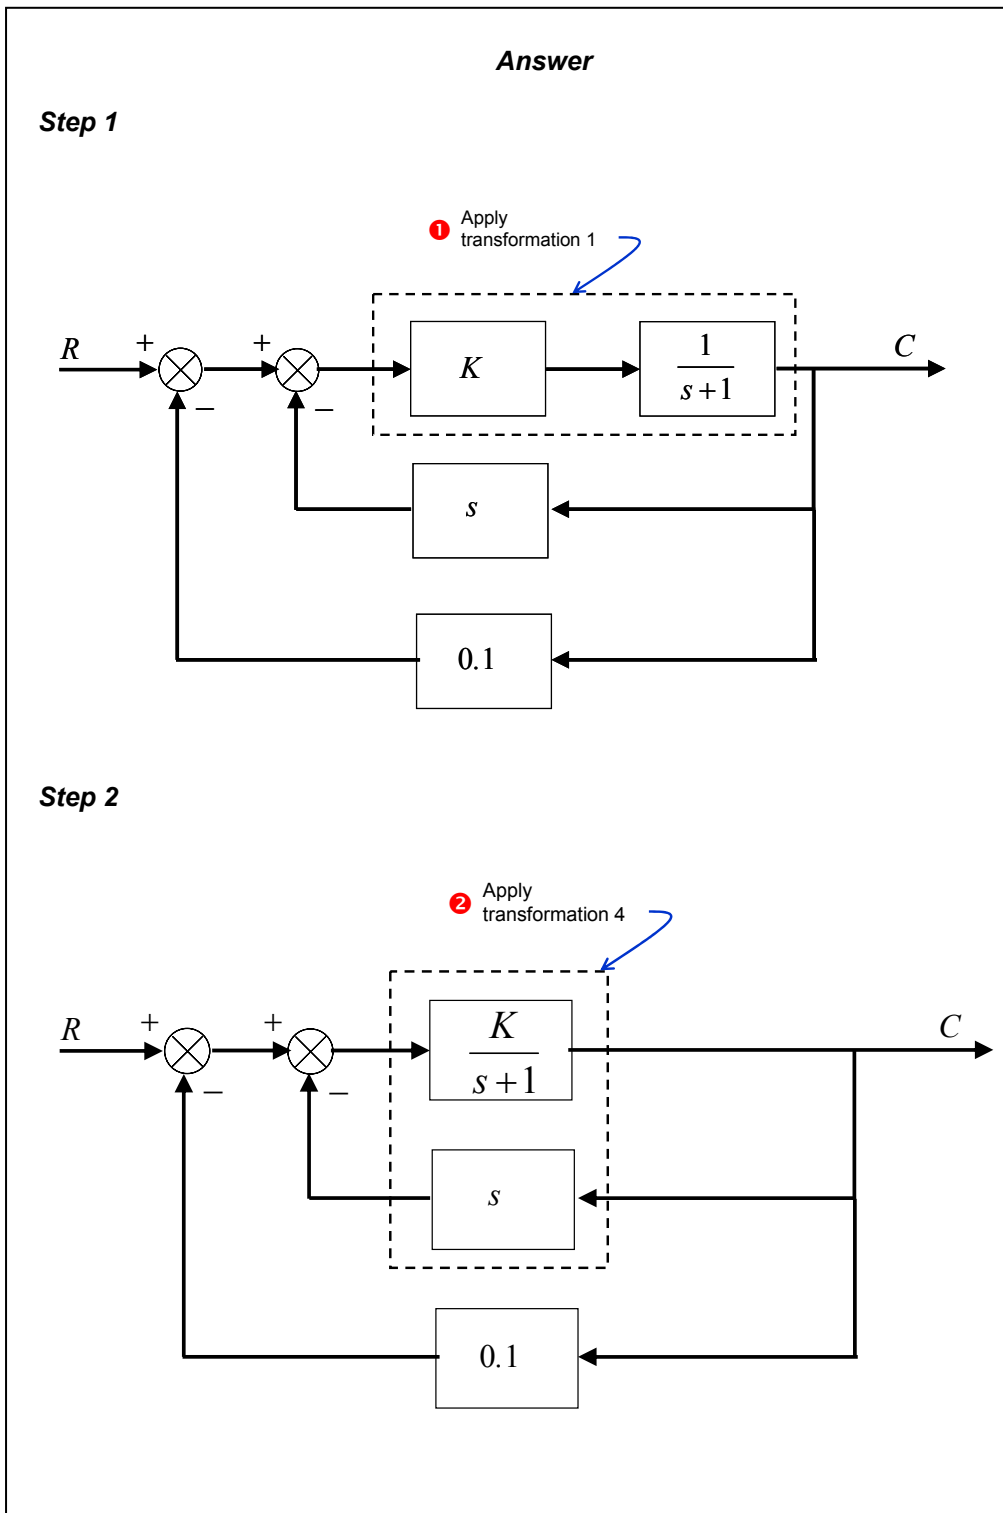 Answer
Step 1
❶ Apply
transformation 1
R + − + − K 1 C
s+1
s
0.1
Step 2
❷ Apply
transformation 4
R + − + − K C
s+1
s
0.1